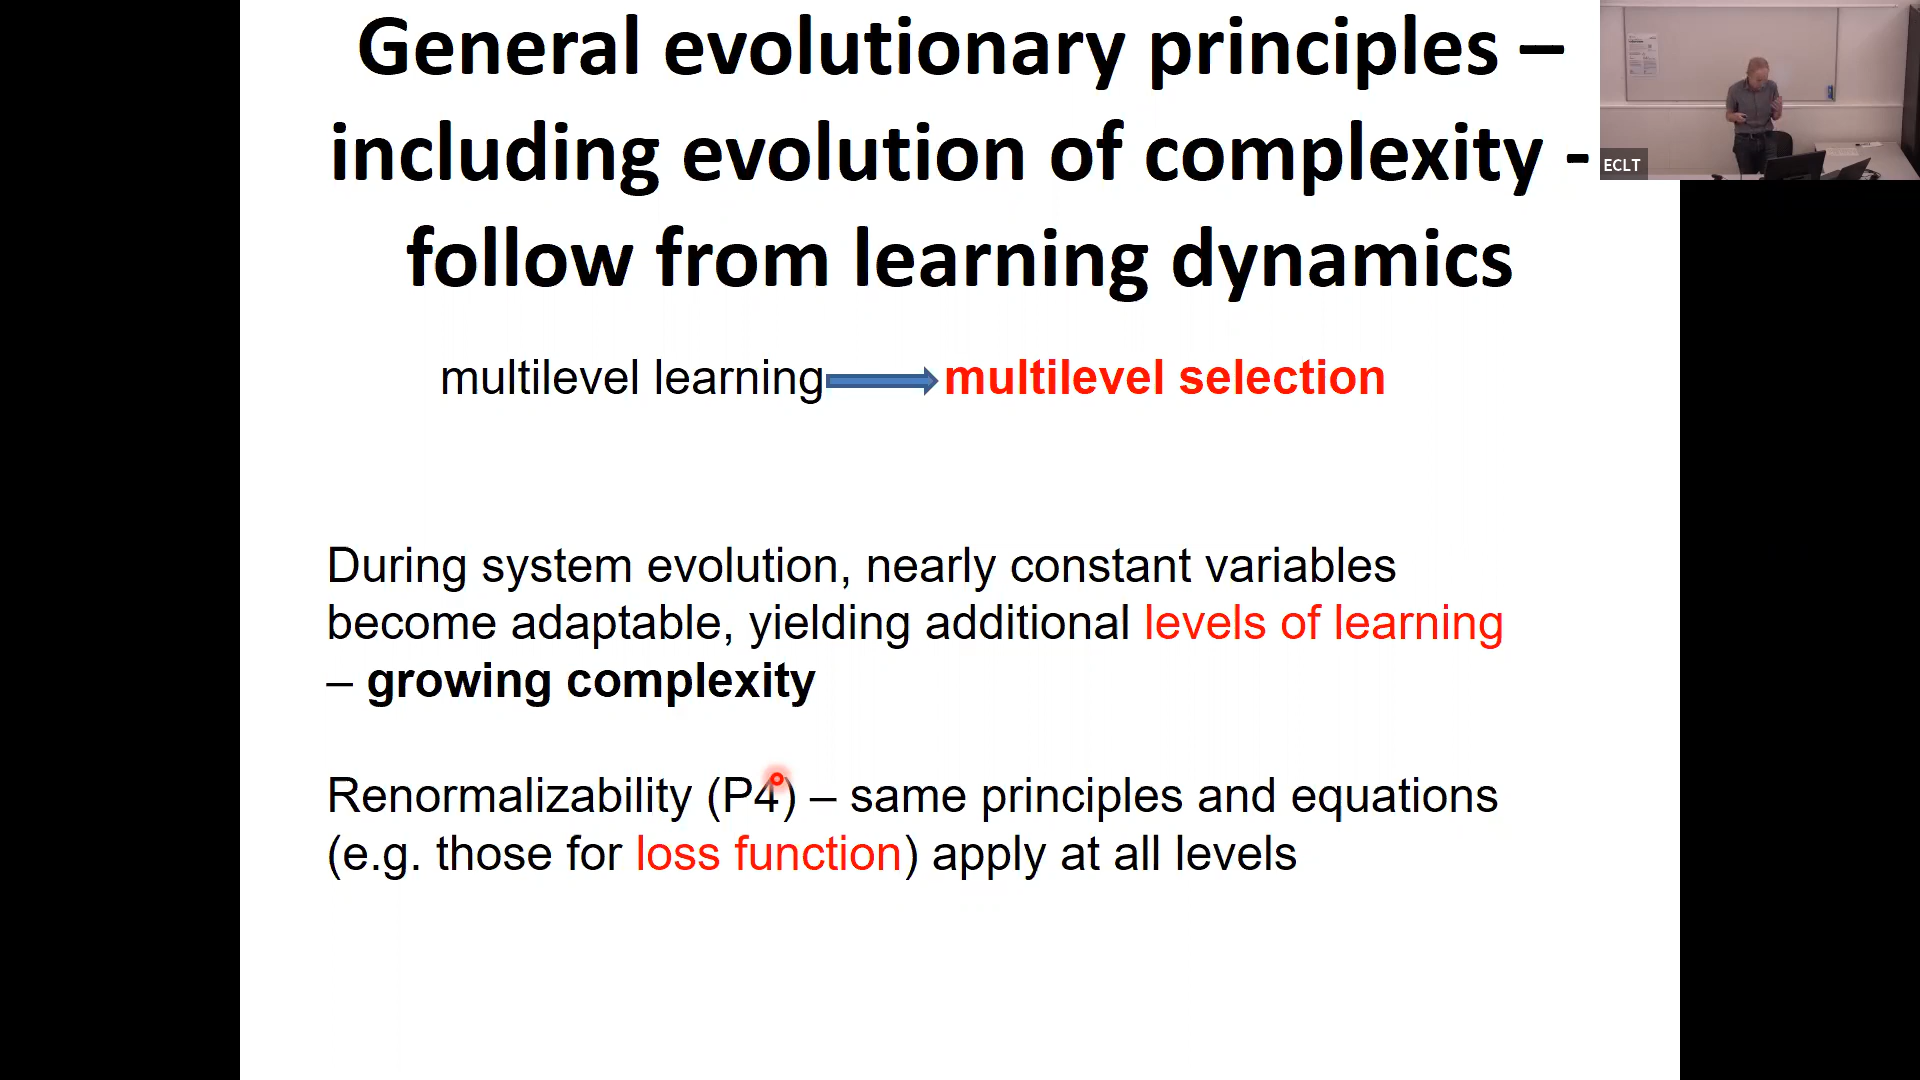 General evolutionary principles –
including evolution of complexity -
follow from learning dynamics
ECLT
multilevel learning multilevel selection
During system evolution, nearly constant variables
become adaptable, yielding additional levels of learning
– growing complexity
Renormalizability (P4) – same principles and equations
(e.g. those for loss function) apply at all levels